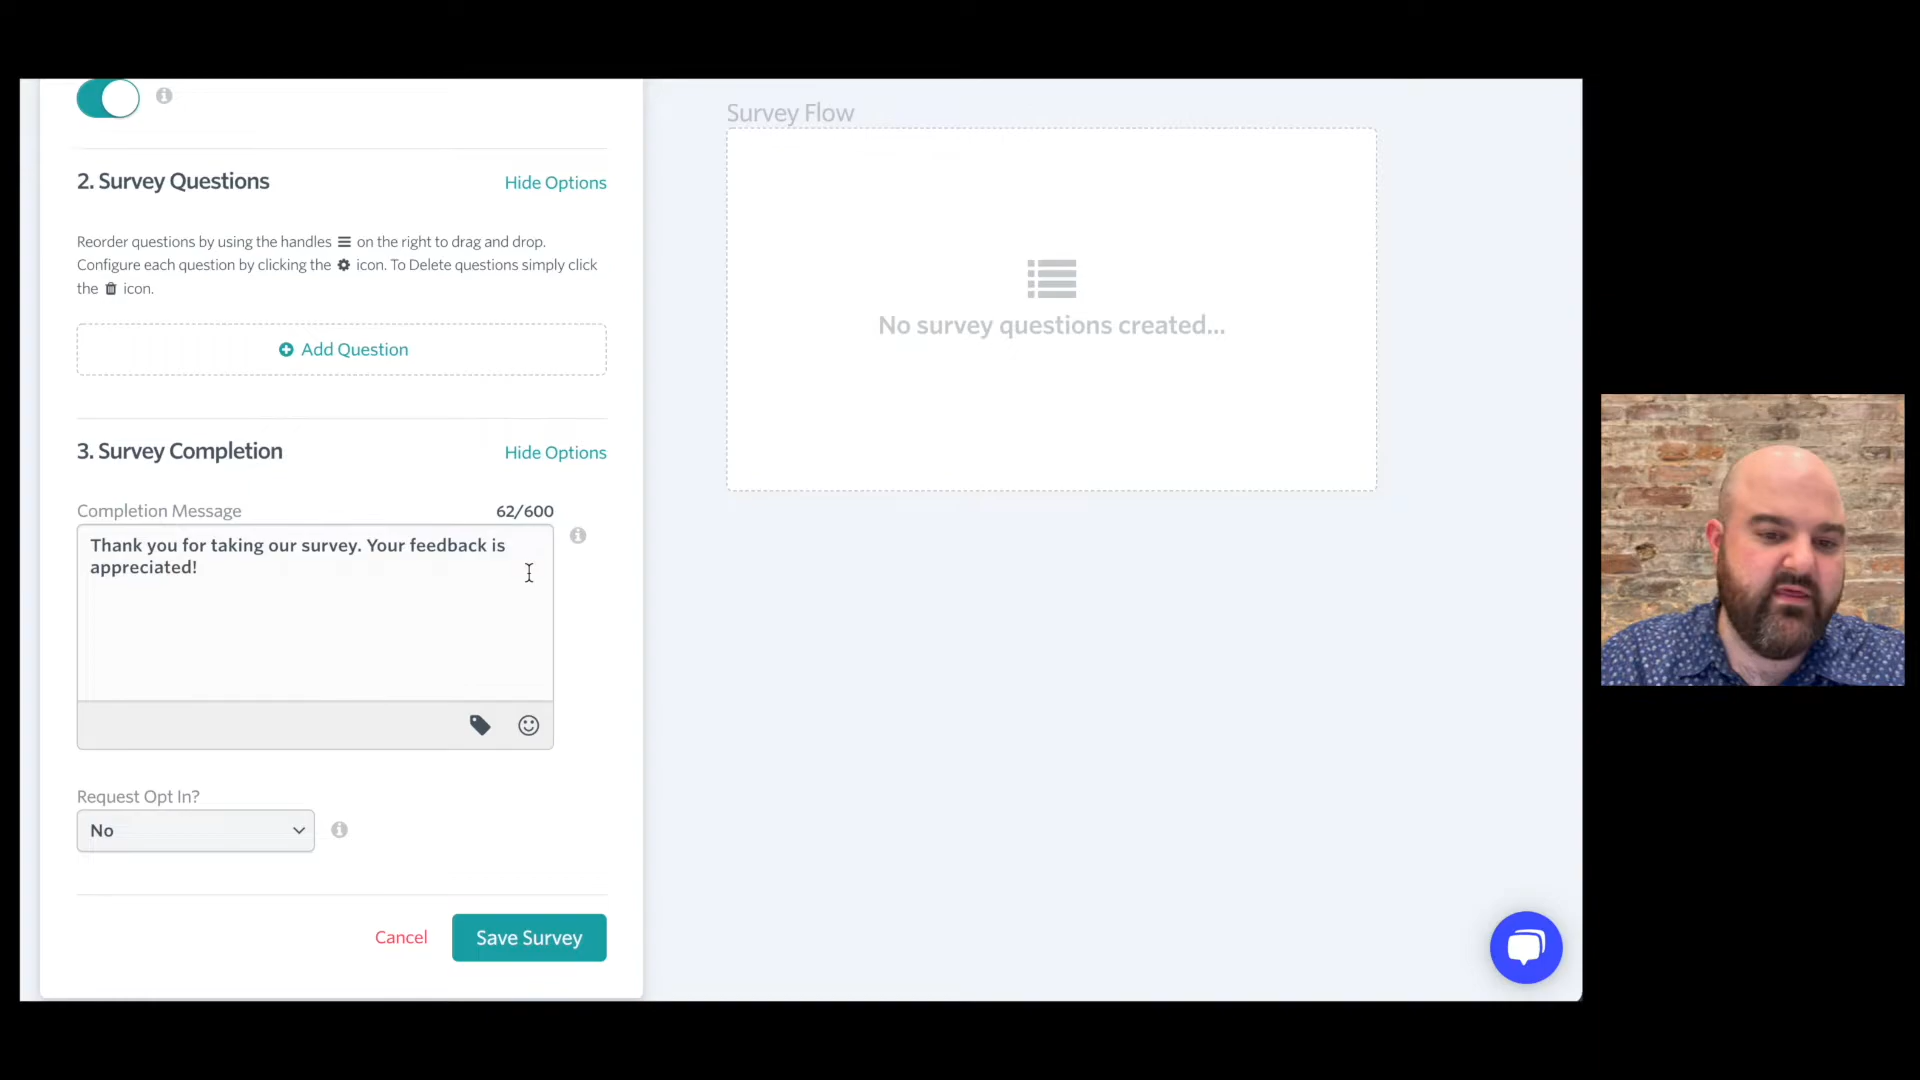 Survey Flow
2. Survey Questions
Hide Options
Reorder questions by using the handles on the right to drag and drop.
Configure each question by clicking the icon. To Delete questions simply click
the icon.
Add Question
No survey questions created...
3. Survey Completion
Hide Options
Completion Message
62/600
Thank you for taking our survey. Your feedback is
appreciated!
Request Opt In?
No
Cancel
Save Survey